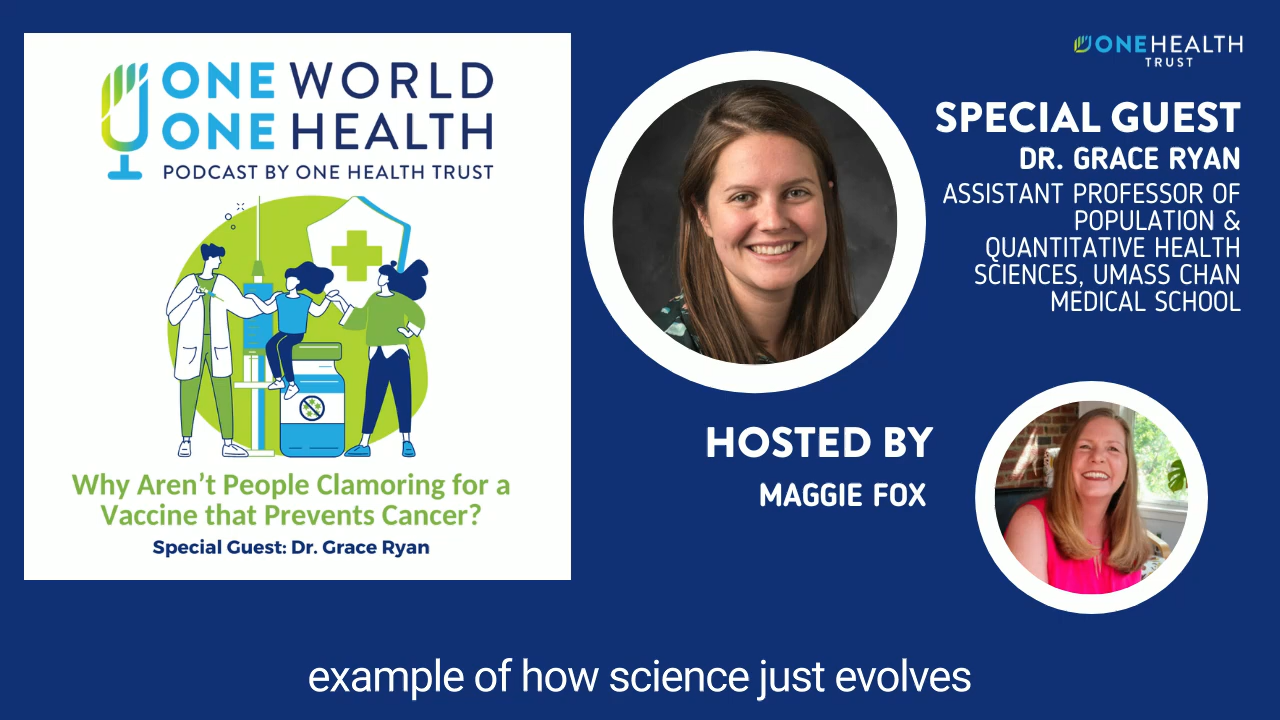 ONE WORLD
ONE HEALTH
PODCAST BY ONE HEALTH TRUST
Why Aren't People Clamoring for a
Vaccine that Prevents Cancer?
Special Guest: Dr. Grace Ryan
ONEHEALTH
TRUST
SPECIAL GUEST
DR. GRACE RYAN
ASSISTANT PROFESSOR OF
POPULATION &
QUANTITATIVE HEALTH
SCIENCES, UMASS CHAN
MEDICAL SCHOOL
HOSTED BY
MAGGIE FOX
example of how science just evolves